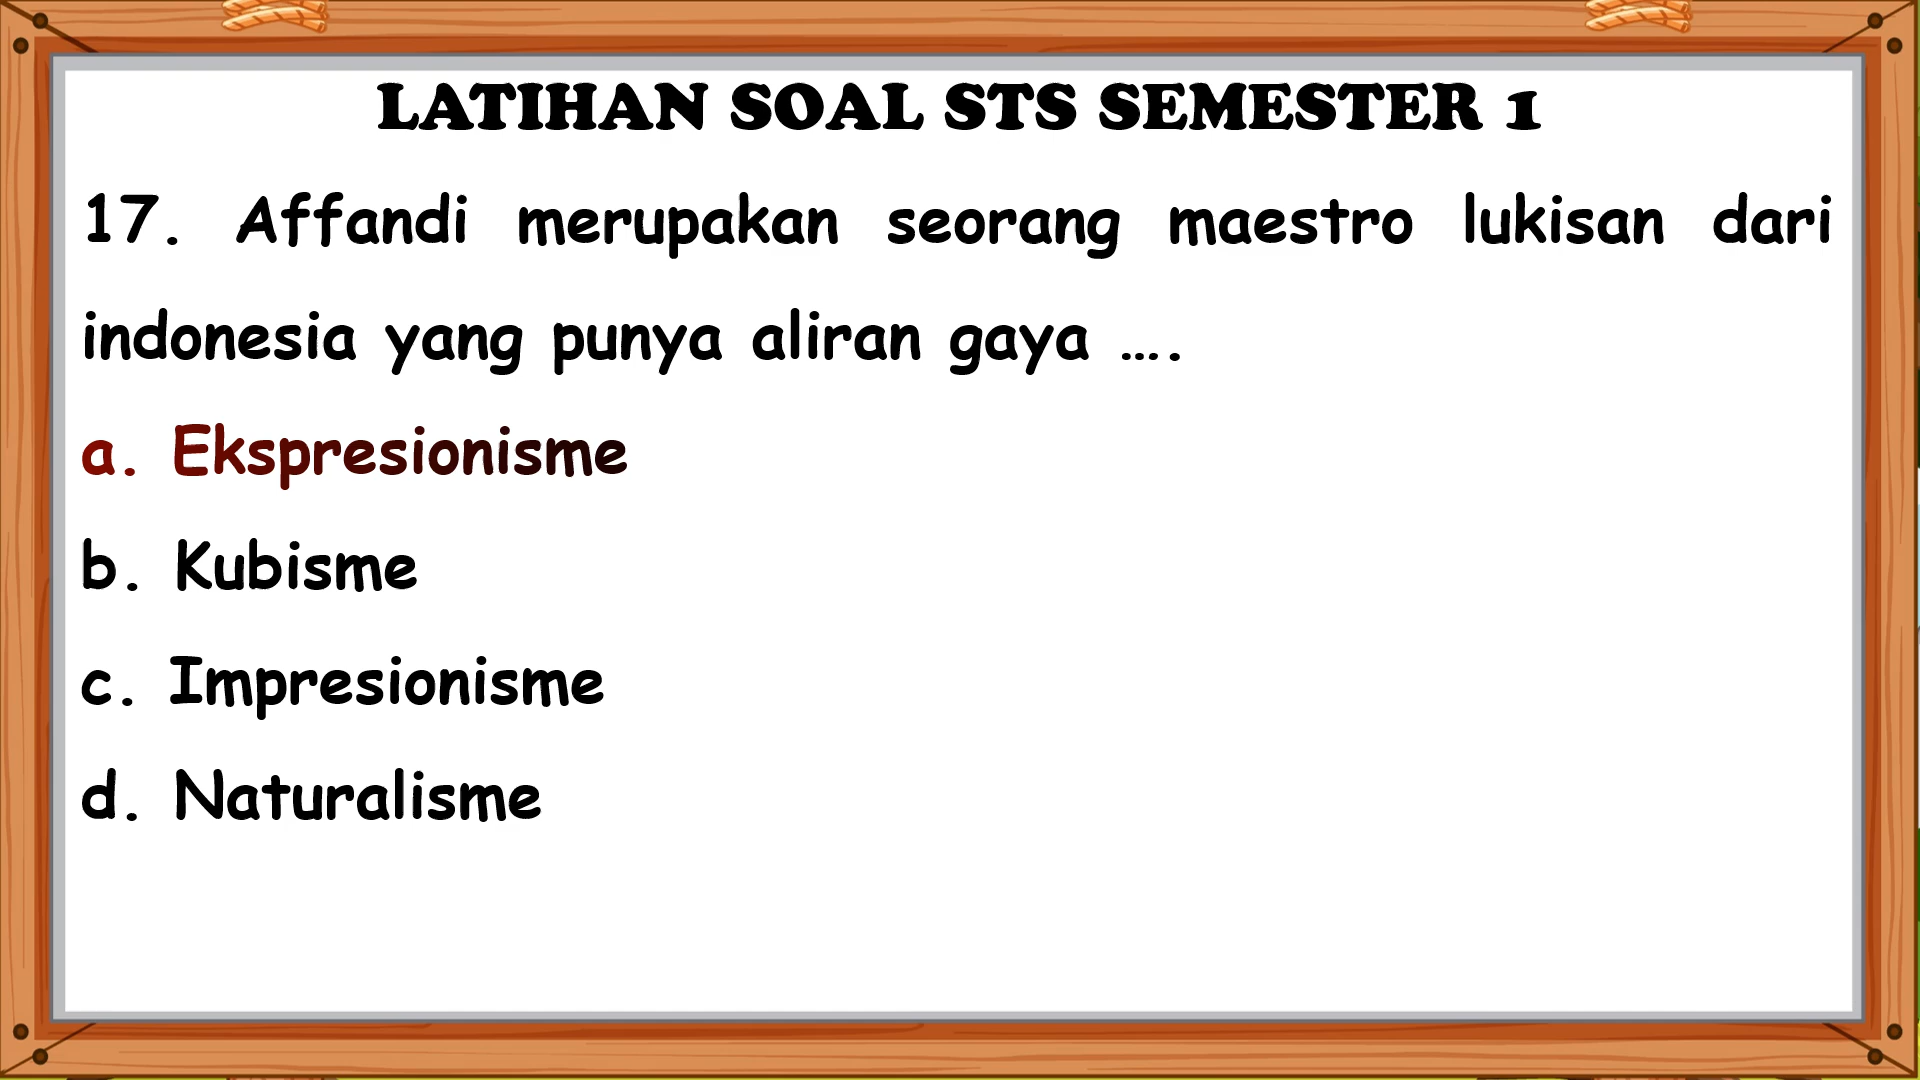 LATIHAN SOAL STS SEMESTER 1
17. Affandi merupakan seorang maestro lukisan dari
indonesia yang punya aliran gaya ….
a. Ekspresionisme
b. Kubisme
c. Impresionisme
d. Naturalisme